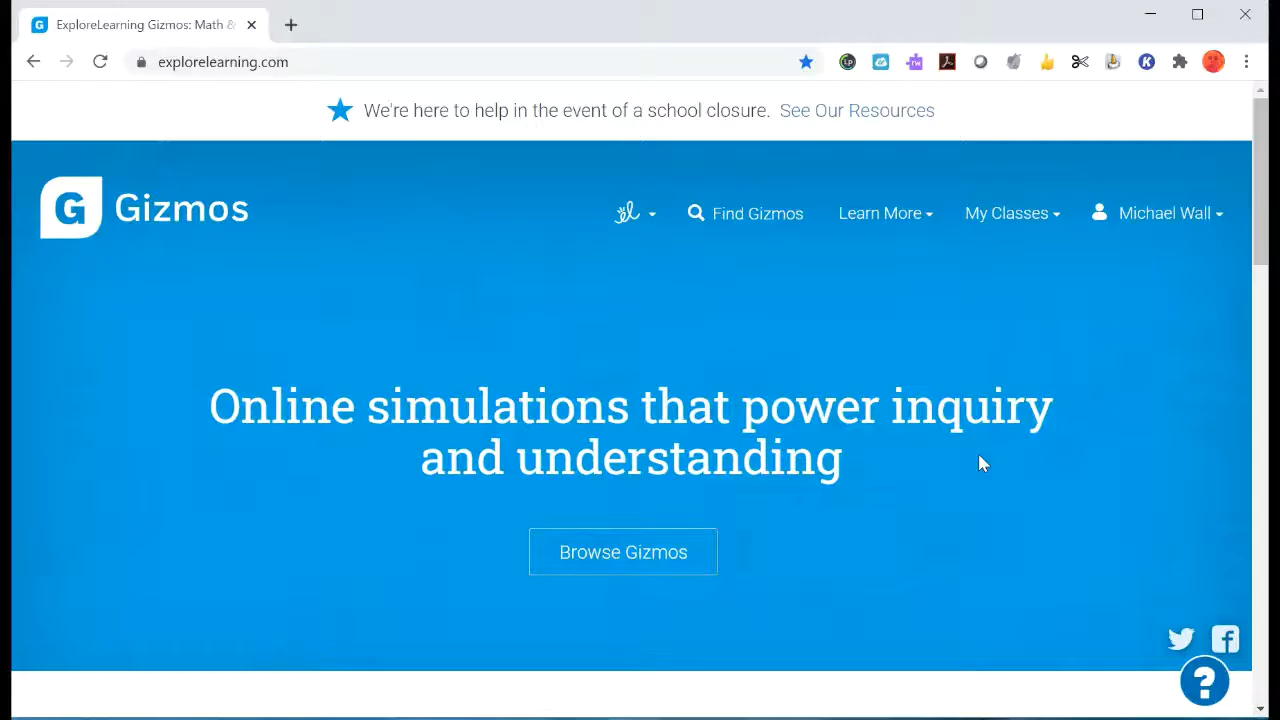 ExploreLearning Gizmos: Math &
explorelearning.com
We're here to help in the event of a school closure. See Our Resources
G Gizmos
el
Find Gizmos
Learn More
My Classes
Michael Wall
Online simulations that power inquiry
and understanding
Browse Gizmos
?